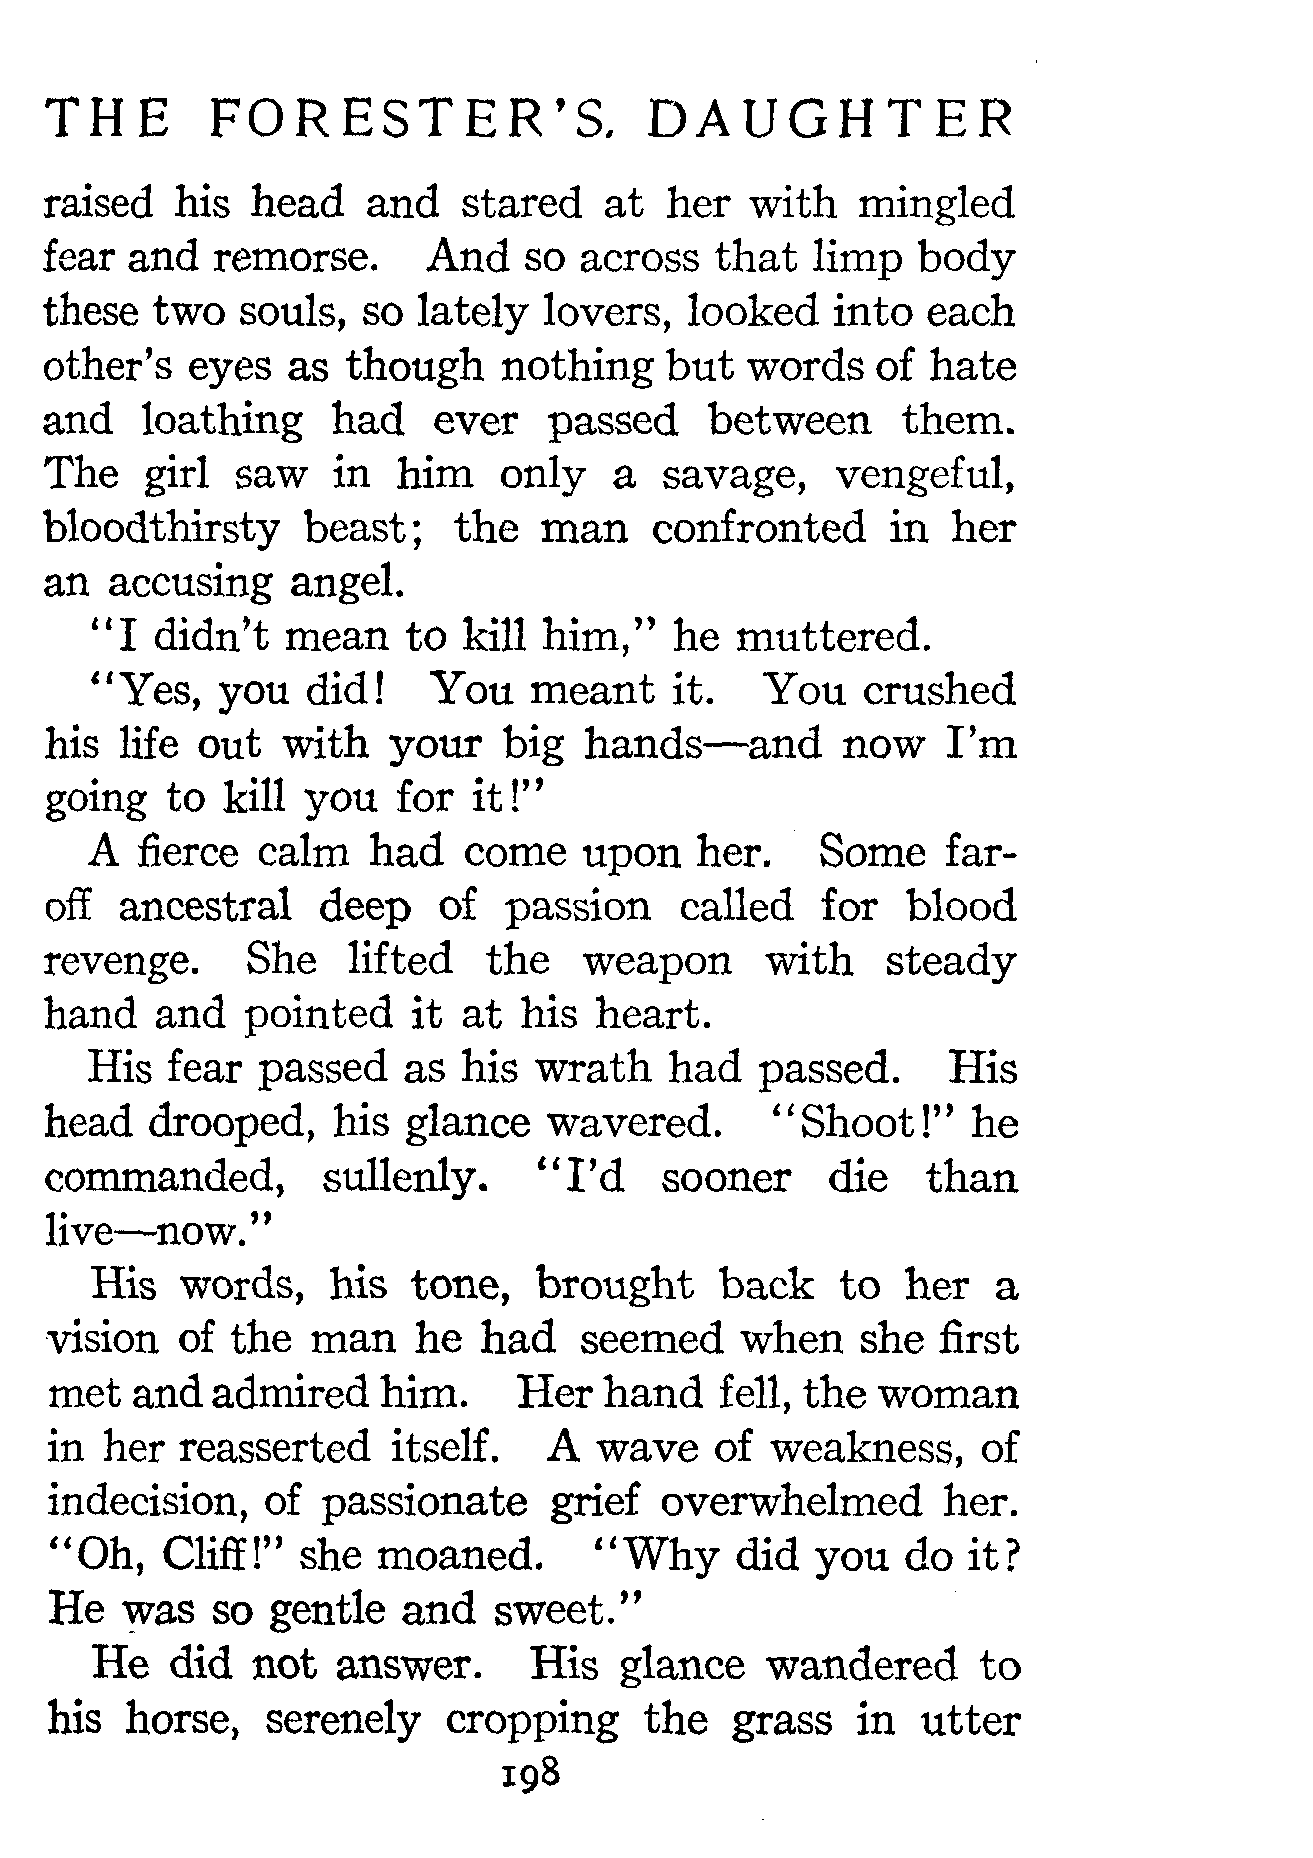 THE FORESTER'S. DAUGHTER
raised his head and stared at her with mingled
fear and remorse. And so across that limp body
these two souls, so lately lovers, looked into each
other's eyes as though nothing but words of hate
and loathing had ever passed between them.
The girl saw in him only a savage, vengeful,
bloodthirsty beast; the man confronted in her
an accusing angel.
"I didn't mean to kill him," he muttered.
"Yes, you did! You meant it. You crushed
his life out with your big hands—and now I'm
going to kill you for it!"
A fierce calm had come upon her. Some far-
off ancestral deep of passion called for blood
revenge. She lifted the weapon with steady
hand and pointed it at his heart.
His fear passed as his wrath had passed. His
head drooped, his glance wavered. "Shoot!" he
commanded, sullenly. "I'd sooner die than
live—now."
His words, his tone, brought back to her a
vision of the man he had seemed when she first
met and admired him. Her hand fell, the woman
in her reasserted itself. A wave of weakness, of
indecision, of passionate grief overwhelmed her.
"Oh, Cliff!" she moaned. "Why did you do it?
He was so gentle and sweet."
He did not answer. His glance wandered to
his horse, serenely cropping the grass in utter
198